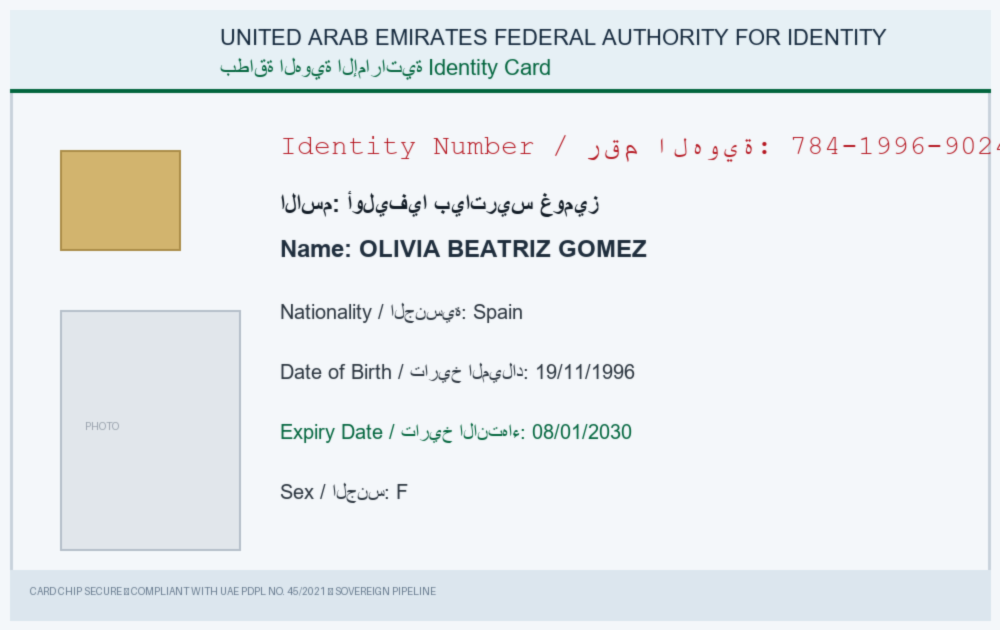 UNITED ARAB EMIRATES FEDERAL AUTHORITY FOR IDENTITY
بطاقة الهوية الإماراتية Identity Card
Identity Number / رقم الهوية: 784-1996-9024
الاسم: أوليفيا بياتريس غوميز
Name: OLIVIA BEATRIZ GOMEZ
Nationality / الجنسية: Spain
Date of Birth / تاريخ الميلاد: 19/11/1996
Expiry Date / تاريخ الانتهاء: 08/01/2030
Sex / الجنس: F
PHOTO
CARD CHIP SECURE COMPLIANT WITH UAE PDPL NO. 45/2021 SOVEREIGN PIPELINE